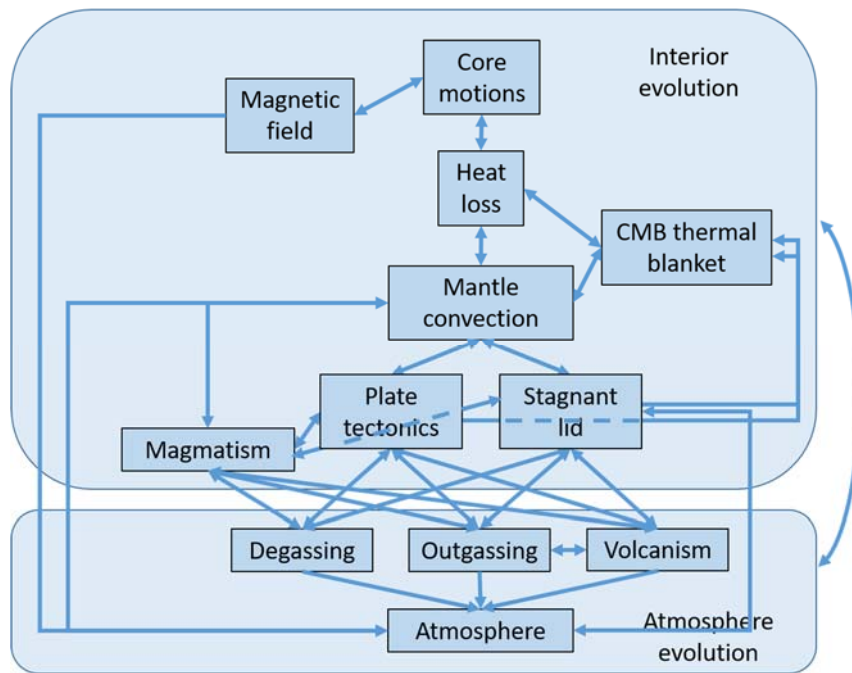 Interior
evolution
Core
motions
Magnetic
field
Heat
loss
CMB thermal
blanket
Mantle
convection
Plate
tectonics
Stagnant
lid
Magmatism
Degassing
Outgassing
Volcanism
Atmosphere
Atmosphere
evolution